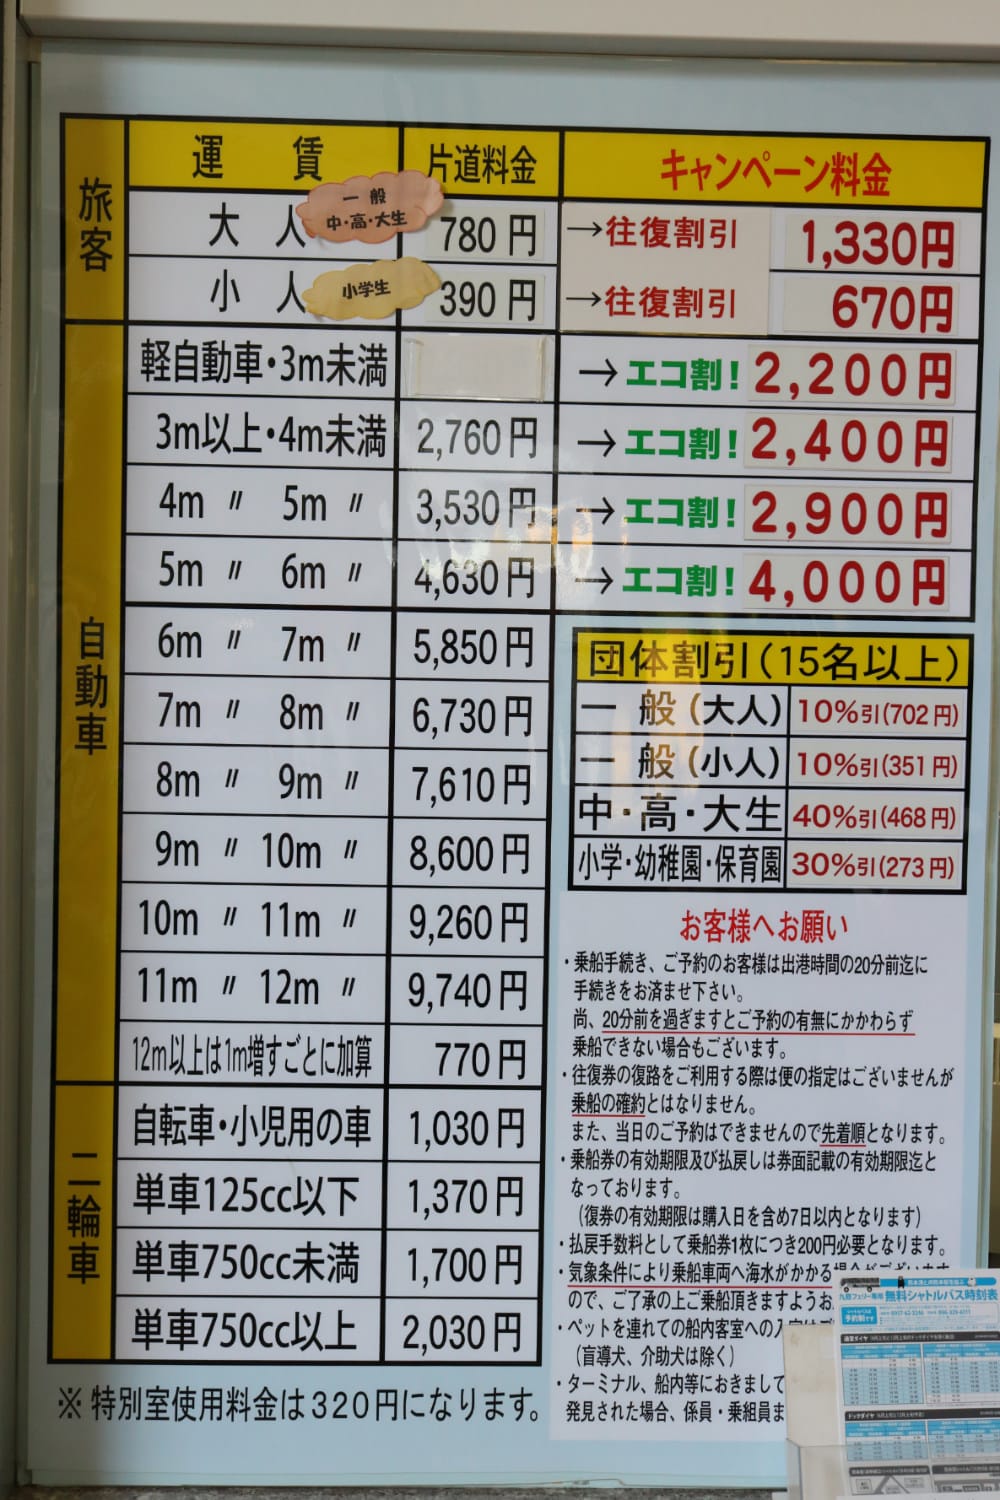 旅客
運賃 片道料金 キャンペーン料金
大人 一般 中・高・大生 780円 →往復割引 1,330円
小人 小学生 390円 →往復割引 670円
自動車
軽自動車・3m未満 →エコ割! 2,200円
3m以上・4m未満 2,760円 →エコ割! 2,400円
4m 〃 5m 〃 3,530円 →エコ割! 2,900円
5m 〃 6m 〃 4,630円 →エコ割! 4,000円
6m 〃 7m 〃 5,850円
7m 〃 8m 〃 6,730円
8m 〃 9m 〃 7,610円
9m 〃 10m 〃 8,600円
10m 〃 11m 〃 9,260円
11m 〃 12m 〃 9,740円
12m以上は1m増すごとに加算 770円
二輪車
自転車・小児用の車 1,030円
単車125cc以下 1,370円
単車750cc未満 1,700円
単車750cc以上 2,030円
※特別室使用料金は320円になります。
団体割引(15名以上)
一般(大人) 10%引(702円)
一般(小人) 10%引(351円)
中・高・大生 40%引(468円)
小学・幼稚園・保育園 30%引(273円)
お客様へお願い
・乗船手続き、ご予約のお客様は出港時間の20分前迄に
手続きをお済ませ下さい。
尚、20分前を過ぎますとご予約の有無にかかわらず
乗船できない場合もございます。
・往復券の復路をご利用する際は便の指定はございませんが
乗船の確約とはなりません。
また、当日のご予約はできませんので先着順となります。
・乗船券の有効期限及び払戻しは券面記載の有効期限迄と
なっております。
(復券の有効期限は購入日を含め7日以内となります)
・払戻手数料として乗船券1枚につき200円必要となります。
・気象条件により乗船車両へ海水がかかる場合がございます
ので、ご了承の上ご乗船頂きますようお
・ペットを連れての船内客室への入室は
(盲導犬、介助犬は除く)
・ターミナル、船内等におきまして
発見された場合、係員・乗組員ま
九商フェリー専用 無料シャトルバス時刻表